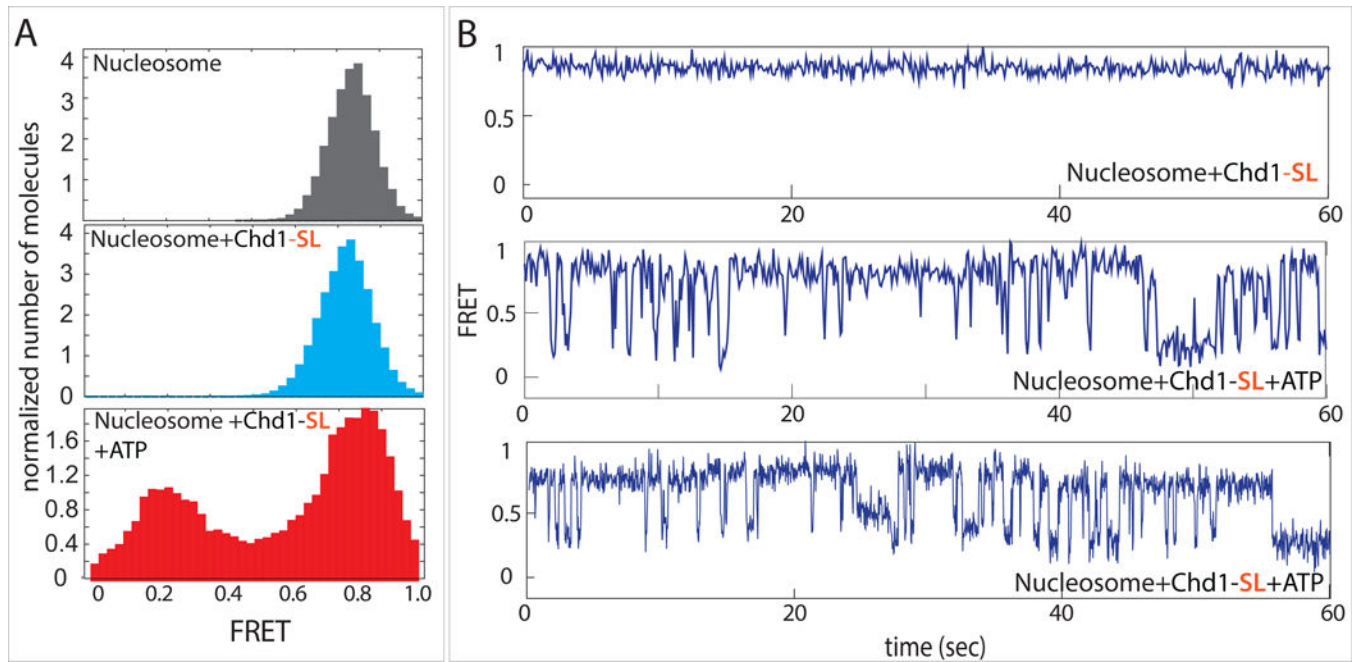 A
normalized number of molecules
Nucleosome
4
3
2
1
4
Nucleosome+Chd1-SL
3
2
1
0
Nucleosome +Chd1-SL
+ATP
1.6
1.2
0.8
0.4
0
0 0.2 0.4 0.6 0.8 1.0
FRET
B
FRET
1
0.5
0
Nucleosome+Chd1-SL
0 20 40 60
1
0.5
0
Nucleosome+Chd1-SL+ATP
0 20 40 60
1
0.5
0
Nucleosome+Chd1-SL+ATP
0 20 40 60
time (sec)